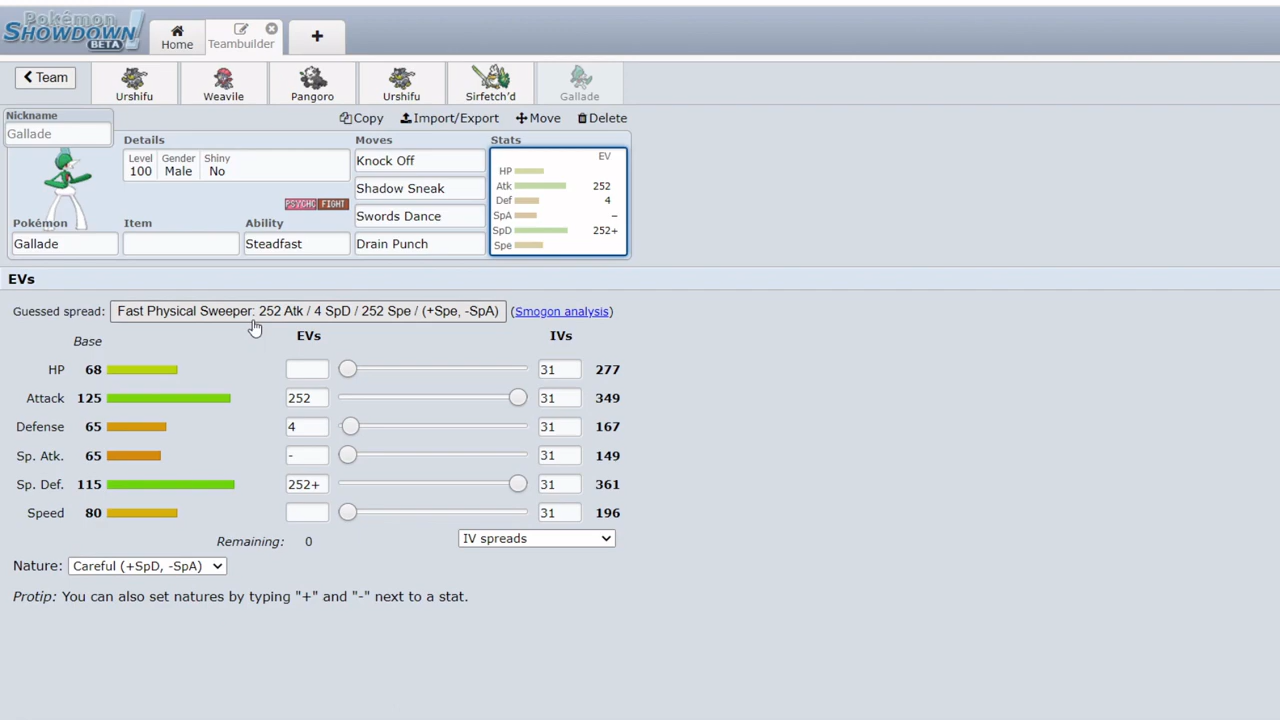 Pokémon
SHOWDOWN!
BETA
Home
Teambuilder
+
Team
Urshifu
Weavile
Pangoro
Urshifu
Sirfetch'd
Gallade
Nickname
Gallade
Copy
Import/Export
Move
Delete
Details
Moves
Stats
Level
Gender
Shiny
100
Male
No
PSYCHC
FIGHT
Pokémon
Item
Ability
Gallade
Steadfast
Knock Off
Shadow Sneak
Swords Dance
Drain Punch
EV
HP
Atk 252
Def 4
SpA –
SpD 252+
Spe
EVs
Guessed spread: Fast Physical Sweeper: 252 Atk / 4 SpD / 252 Spe / (+Spe, -SpA) (Smogon analysis)
Base EVs IVs
HP 68 31 277
Attack 125 252 31 349
Defense 65 4 31 167
Sp. Atk. 65 - 31 149
Sp. Def. 115 252+ 31 361
Speed 80 31 196
Remaining: 0 IV spreads
Nature: Careful (+SpD, -SpA)
Protip: You can also set natures by typing "+" and "-" next to a stat.